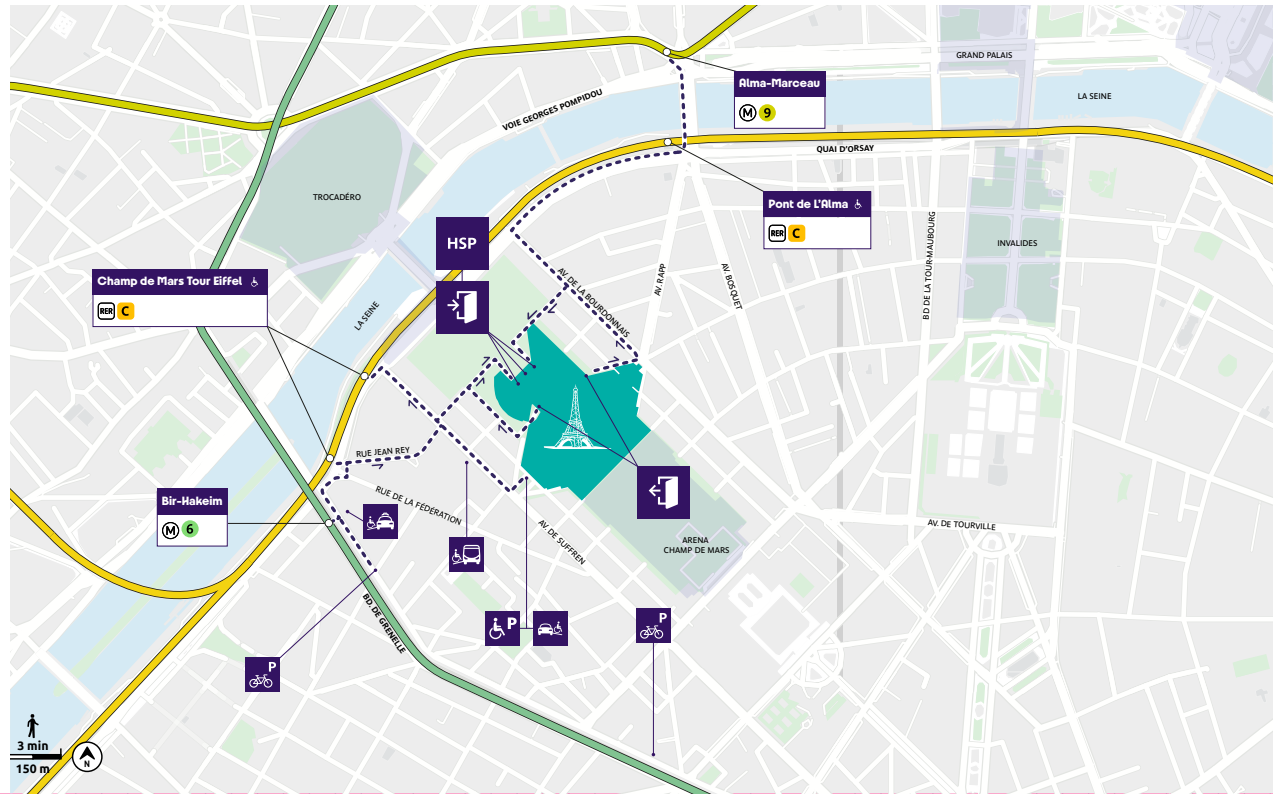 GRAND PALAIS
Alma-Marceau
M 9
LA SEINE
VOIE GEORGES POMPIDOU
QUAI D'ORSAY
TROCADÉRO
Pont de L'Alma
RER C
HSP
INVALIDES
BD DE LA TOUR-MAUBOURG
AV. RAPP
AV. BOSQUET
AV. DE LA BOURDONNAIS
Champ de Mars Tour Eiffel
RER C
LA SEINE
RUE JEAN REY
RUE DE LA FÉDÉRATION
Bir-Hakeim
M 6
AV. DE SUFFREN
ARENA
CHAMP DE MARS
AV. DE TOURVILLE
BD. DE GRENELLE
P
P
P
3 min
150 m
N